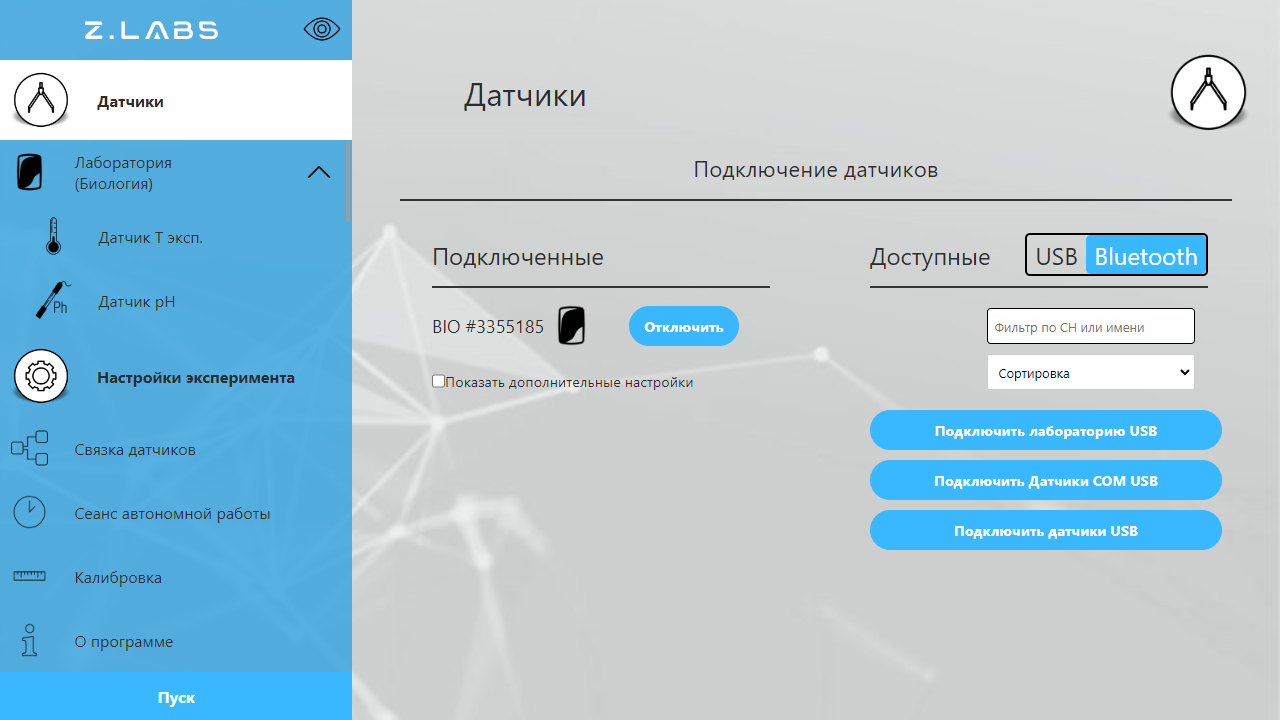 Z.LABS
Датчики
Лаборатория
(Биология)
Датчик Т эксп.
Ph
Датчик pH
Настройки эксперимента
Связка датчиков
Сеанс автономной работы
Калибровка
О программе
Пуск
Датчики
Подключение датчиков
Подключенные
BIO #3355185
Отключить
Показать дополнительные настройки
Доступные
USB Bluetooth
Фильтр по СН или имени
Сортировка
Подключить лабораторию USB
Подключить Датчики COM USB
Подключить датчики USB